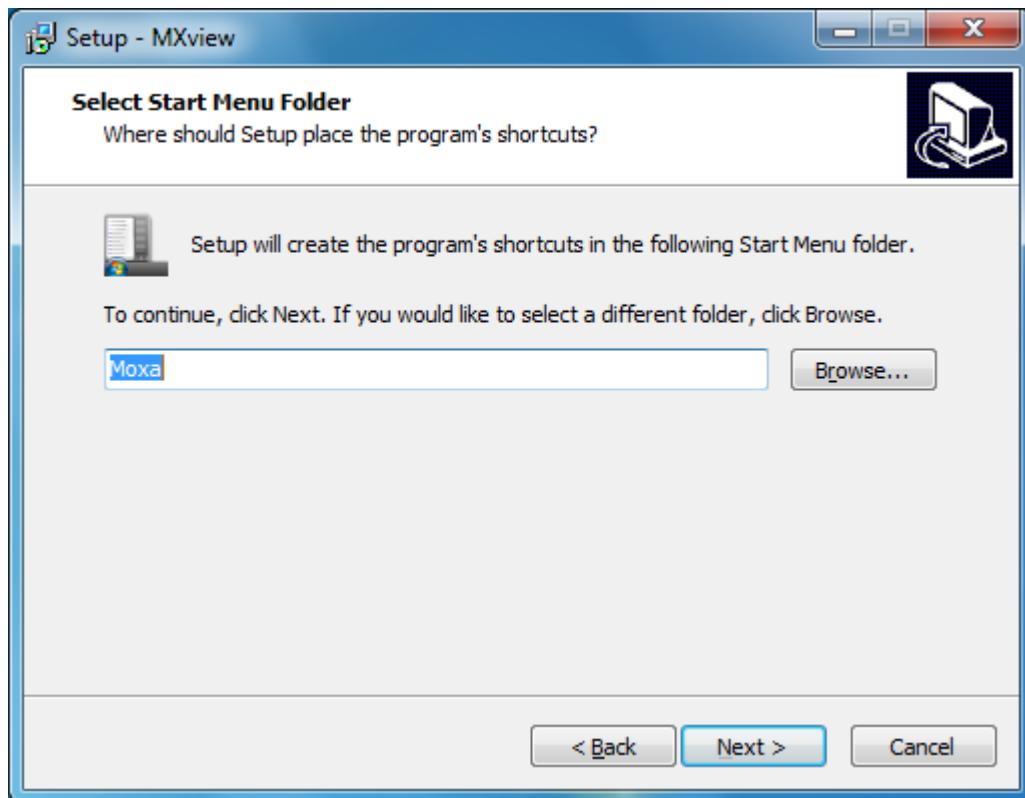 Setup - MXview
Select Start Menu Folder
Where should Setup place the program's shortcuts?
Setup will create the program's shortcuts in the following Start Menu folder.
To continue, click Next. If you would like to select a different folder, click Browse.
Moxa
Browse...
< Back
Next >
Cancel